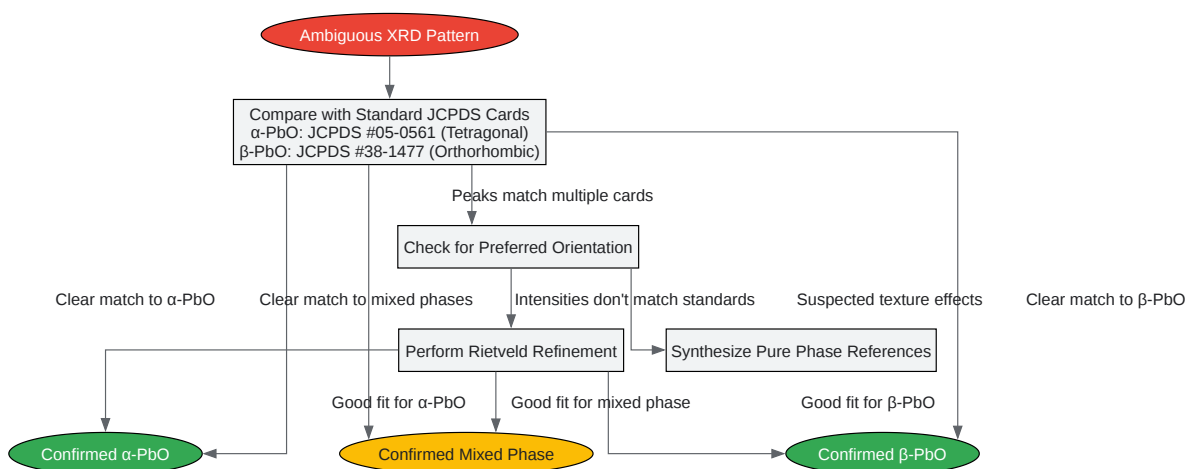 Ambiguous XRD Pattern
Compare with Standard JCPDS Cards
α-PbO: JCPDS #05-0561 (Tetragonal)
β-PbO: JCPDS #38-1477 (Orthorhombic)
Peaks match multiple cards
Check for Preferred Orientation
Clear match to α-PbO
Clear match to mixed phases
Intensities don't match standards
Suspected texture effects
Clear match to β-PbO
Perform Rietveld Refinement
Synthesize Pure Phase References
Good fit for α-PbO
Good fit for mixed phase
Good fit for β-PbO
Confirmed α-PbO
Confirmed Mixed Phase
Confirmed β-PbO